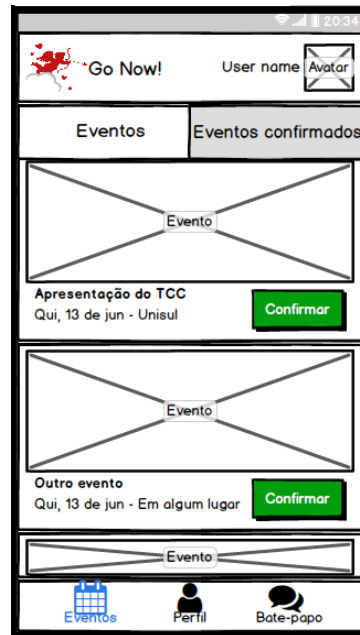 20:34
Go Now!
User name
Avatar
Eventos
Eventos confirmados
Evento
Apresentação do TCC
Qui, 13 de jun - Unisul
Confirmar
Evento
Outro evento
Qui, 13 de jun - Em algum lugar
Confirmar
Evento
Eventos
Perfil
Bate-papo